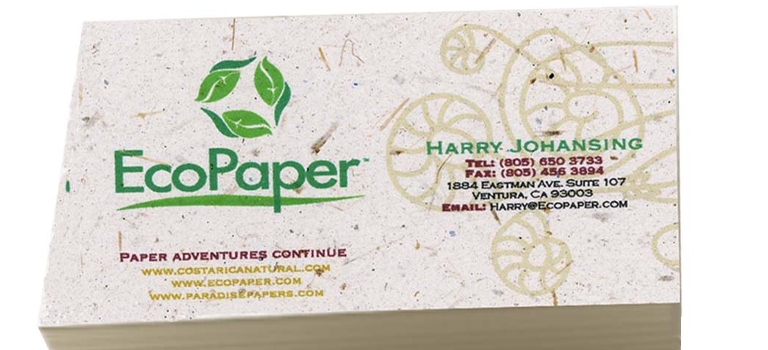 EcoPaper™
PAPER ADVENTURES CONTINUE
WWW.COSTARICANATURAL.COM
WWW.ECOPAPER.COM
WWW.PARADISEPAPERS.COM
HARRY JOHANSING
TEL: (805) 650 3733
FAX: (805) 456 3894
1884 EASTMAN AVE. SUITE 107
VENTURA, CA 93003
EMAIL: HARRY@ECOPAPER.COM